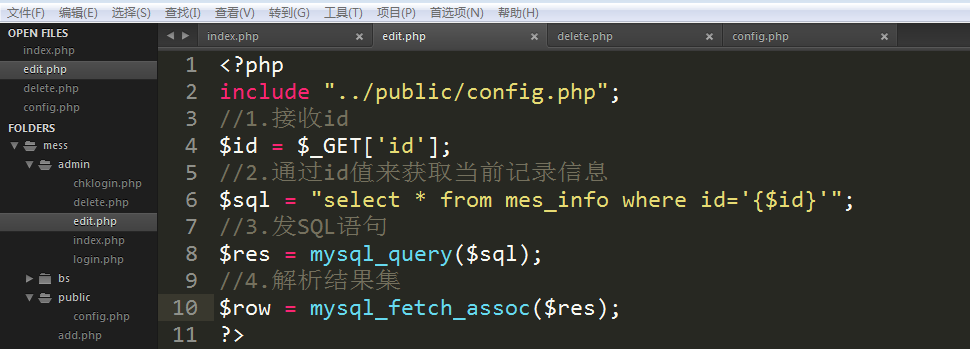 文件(F) 编辑(E) 选择(S) 查找(I) 查看(V) 转到(G) 工具(T) 项目(P) 首选项(N) 帮助(H)
OPEN FILES
index.php
edit.php
delete.php
config.php
FOLDERS
mess
admin
chklogin.php
delete.php
edit.php
index.php
login.php
bs
public
config.php
add.php
index.php × edit.php × delete.php × config.php ×
1 <?php
2 include "../public/config.php";
3 //1.接收id
4 $id = $_GET['id'];
5 //2.通过id值来获取当前记录信息
6 $sql = "select * from mes_info where id='{$id}'";
7 //3.发SQL语句
8 $res = mysql_query($sql);
9 //4.解析结果集
10 $row = mysql_fetch_assoc($res);
11 ?>